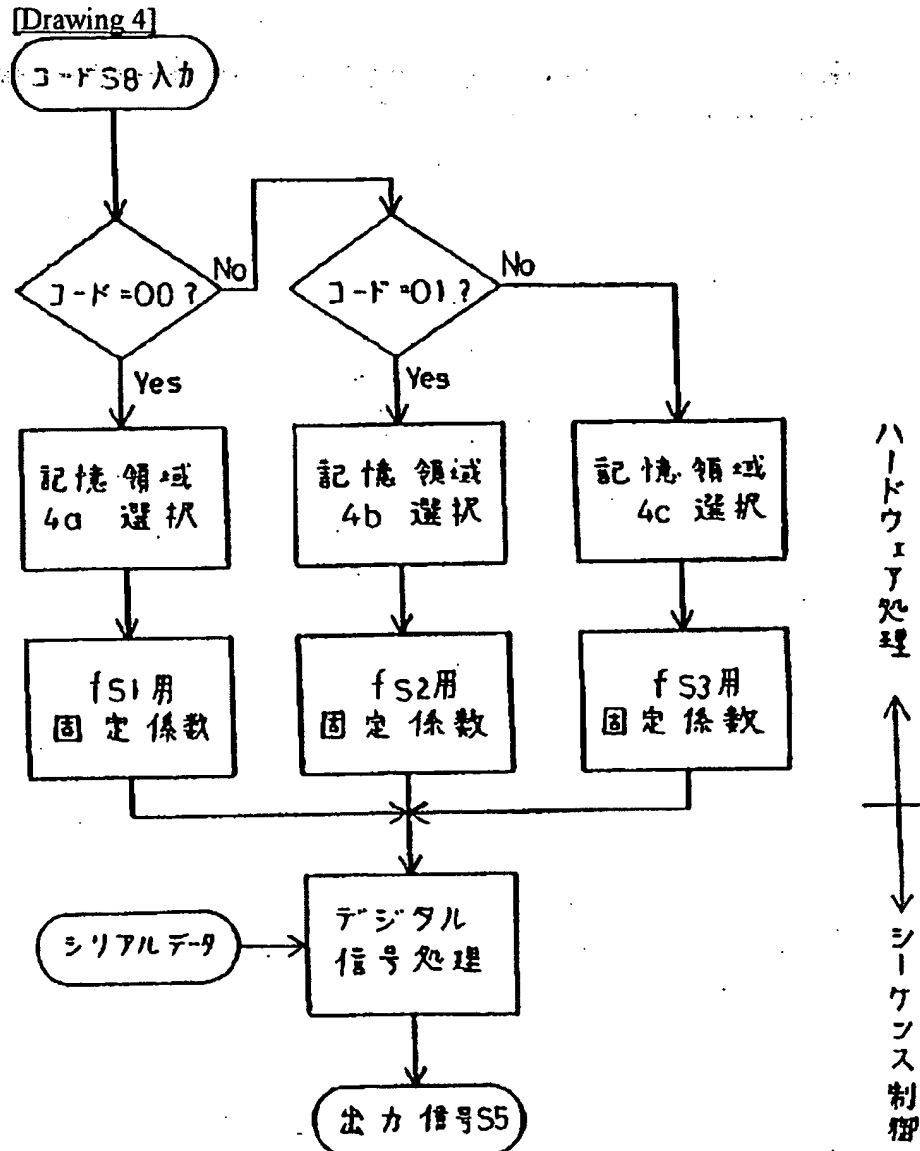 [Drawing 4]
コードS8入力
コード=00?
No
Yes
コード=01?
No
Yes
記憶領域
4a 選択
記憶領域
4b 選択
記憶領域
4c 選択
fS1用
固定係数
fS2用
固定係数
fS3用
固定係数
ハードウェア処理
シーケンス制御
シリアルデータ
デジタル
信号処理
出力信号S5